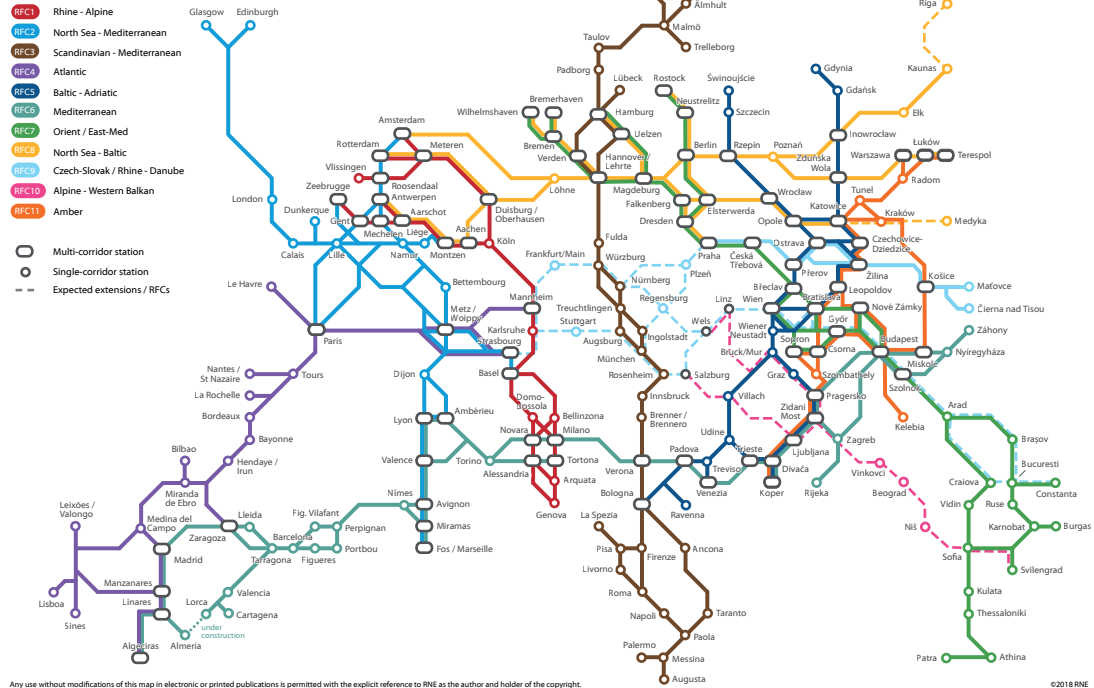 RFC1 Rhine - Alpine
RFC2 North Sea - Mediterranean
RFC3 Scandinavian - Mediterranean
RFC4 Atlantic
RFC5 Baltic - Adriatic
RFC6 Mediterranean
RFC7 Orient / East-Med
RFC8 North Sea - Baltic
RFC9 Czech-Slovak / Rhine - Danube
RFC10 Alpine - Western Balkan
RFC11 Amber
Multi-corridor station
Single-corridor station
Expected extensions / RFCs
Glasgow
Edinburgh
Älmhult
Malmö
Trelleborg
Taulov
Padborg
Riga
Kaunas
Ełk
Lübeck
Rostock
Świnoujście
Gdynia
Gdańsk
Wilhelmshaven
Bremerhaven
Hamburg
Neustrelitz
Szczecin
Inowrocław
Amsterdam
Rotterdam
Meteren
Bremen
Verden
Uelzen
Hannover /
Lehrte
Berlin
Rzepin
Poznań
Zduńska
Wola
Warszawa
Łuków
Terespol
Radom
Vlissingen
Zeebrugge
Roosendaal
Antwerpen
Löhne
Magdeburg
Falkenberg
Elsterwerda
Wrocław
Tunel
Katowice
Kraków
Medyka
London
Dunkerque
Gent
Aarschot
Mechelen
Liège
Aachen
Duisburg /
Oberhausen
Dresden
Opole
Calais
Lille
Namur
Montzen
Köln
Fulda
Praha
Česká
Třebová
Ostrava
Czechowice-
Dziedzice
Frankfurt/Main
Würzburg
Plzeň
Přerov
Žilina
Košice
Maťovce
Čierna nad Tisou
Le Havre
Bettembourg
Mannheim
Nürnberg
Regensburg
Treuchtlingen
Linz
Wien
Břeclav
Bratislava
Leopoldov
Nové Zámky
Metz /
Woippy
Karlsruhe
Stuttgart
Strasbourg
Augsburg
Ingolstadt
München
Wels
Wiener
Neustadt
Sopron
Győr
Csorna
Budapest
Záhony
Nyíregyháza
Miskolc
Paris
Nantes /
St Nazaire
Tours
Dijon
Basel
Rosenheim
Salzburg
Bruck/Mur
Graz
Szombathely
Szolnok
La Rochelle
Bordeaux
Bayonne
Domo-
dossola
Bellinzona
Innsbruck
Villach
Pragersko
Arad
Lyon
Ambérieu
Brenner /
Brennero
Udine
Zidani
Most
Kelebia
Bilbao
Hendaye /
Irun
Novara
Milano
Zagreb
Brașov
Valence
Torino
Alessandria
Tortona
Verona
Padova
Treviso
Trieste
Ljubljana
Vinkovci
București
Miranda
de Ebro
Arquata
Bologna
Venezia
Divača
Koper
Rijeka
Beograd
Craiova
Constanta
Leixões /
Valongo
Nîmes
Avignon
Genova
Ravenna
Vidin
Ruse
Medina del
Campo
Lleida
Fig. Vilafant
Perpignan
Miramas
La Spezia
Niš
Karnobat
Burgas
Zaragoza
Barcelona
Madrid
Tarragona
Figueres
Portbou
Fos / Marseille
Pisa
Firenze
Ancona
Sofia
Svilengrad
Manzanares
Livorno
Lisboa
Linares
Lorca
Valencia
Roma
Kulata
Sines
Cartagena
Napoli
Taranto
Thessaloniki
under
construction
Algeciras
Almería
Paola
Palermo
Messina
Patra
Athina
Augusta
Any use without modifications of this map in electronic or printed publications is permitted with the explicit reference to RNE as the author and holder of the copyright.
©2018 RNE